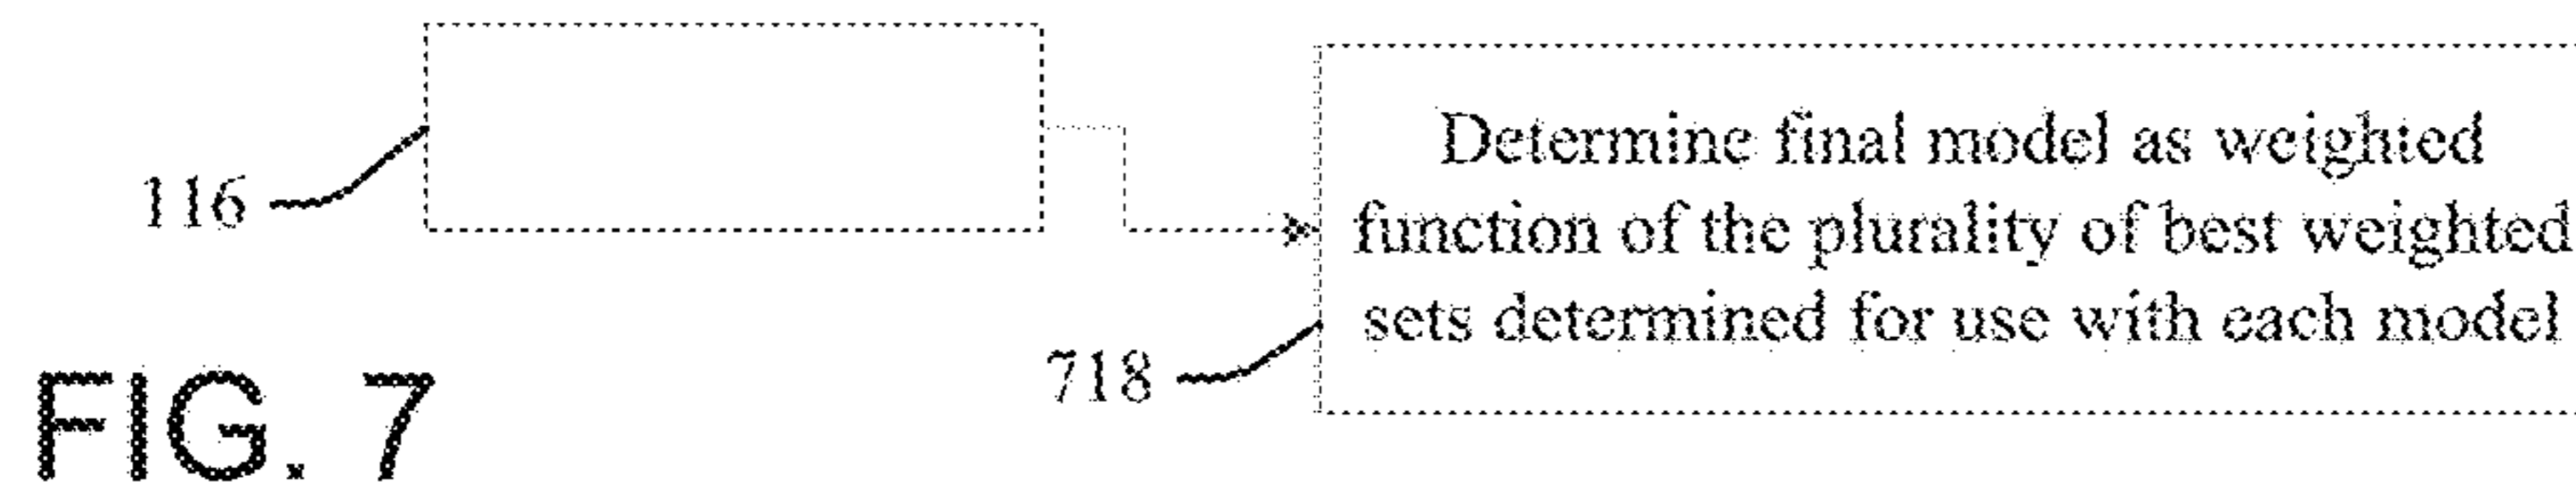 Determine final model as weighted
function of the plurality of best weighted
sets determined for use with each model
116
718
FIG. 7